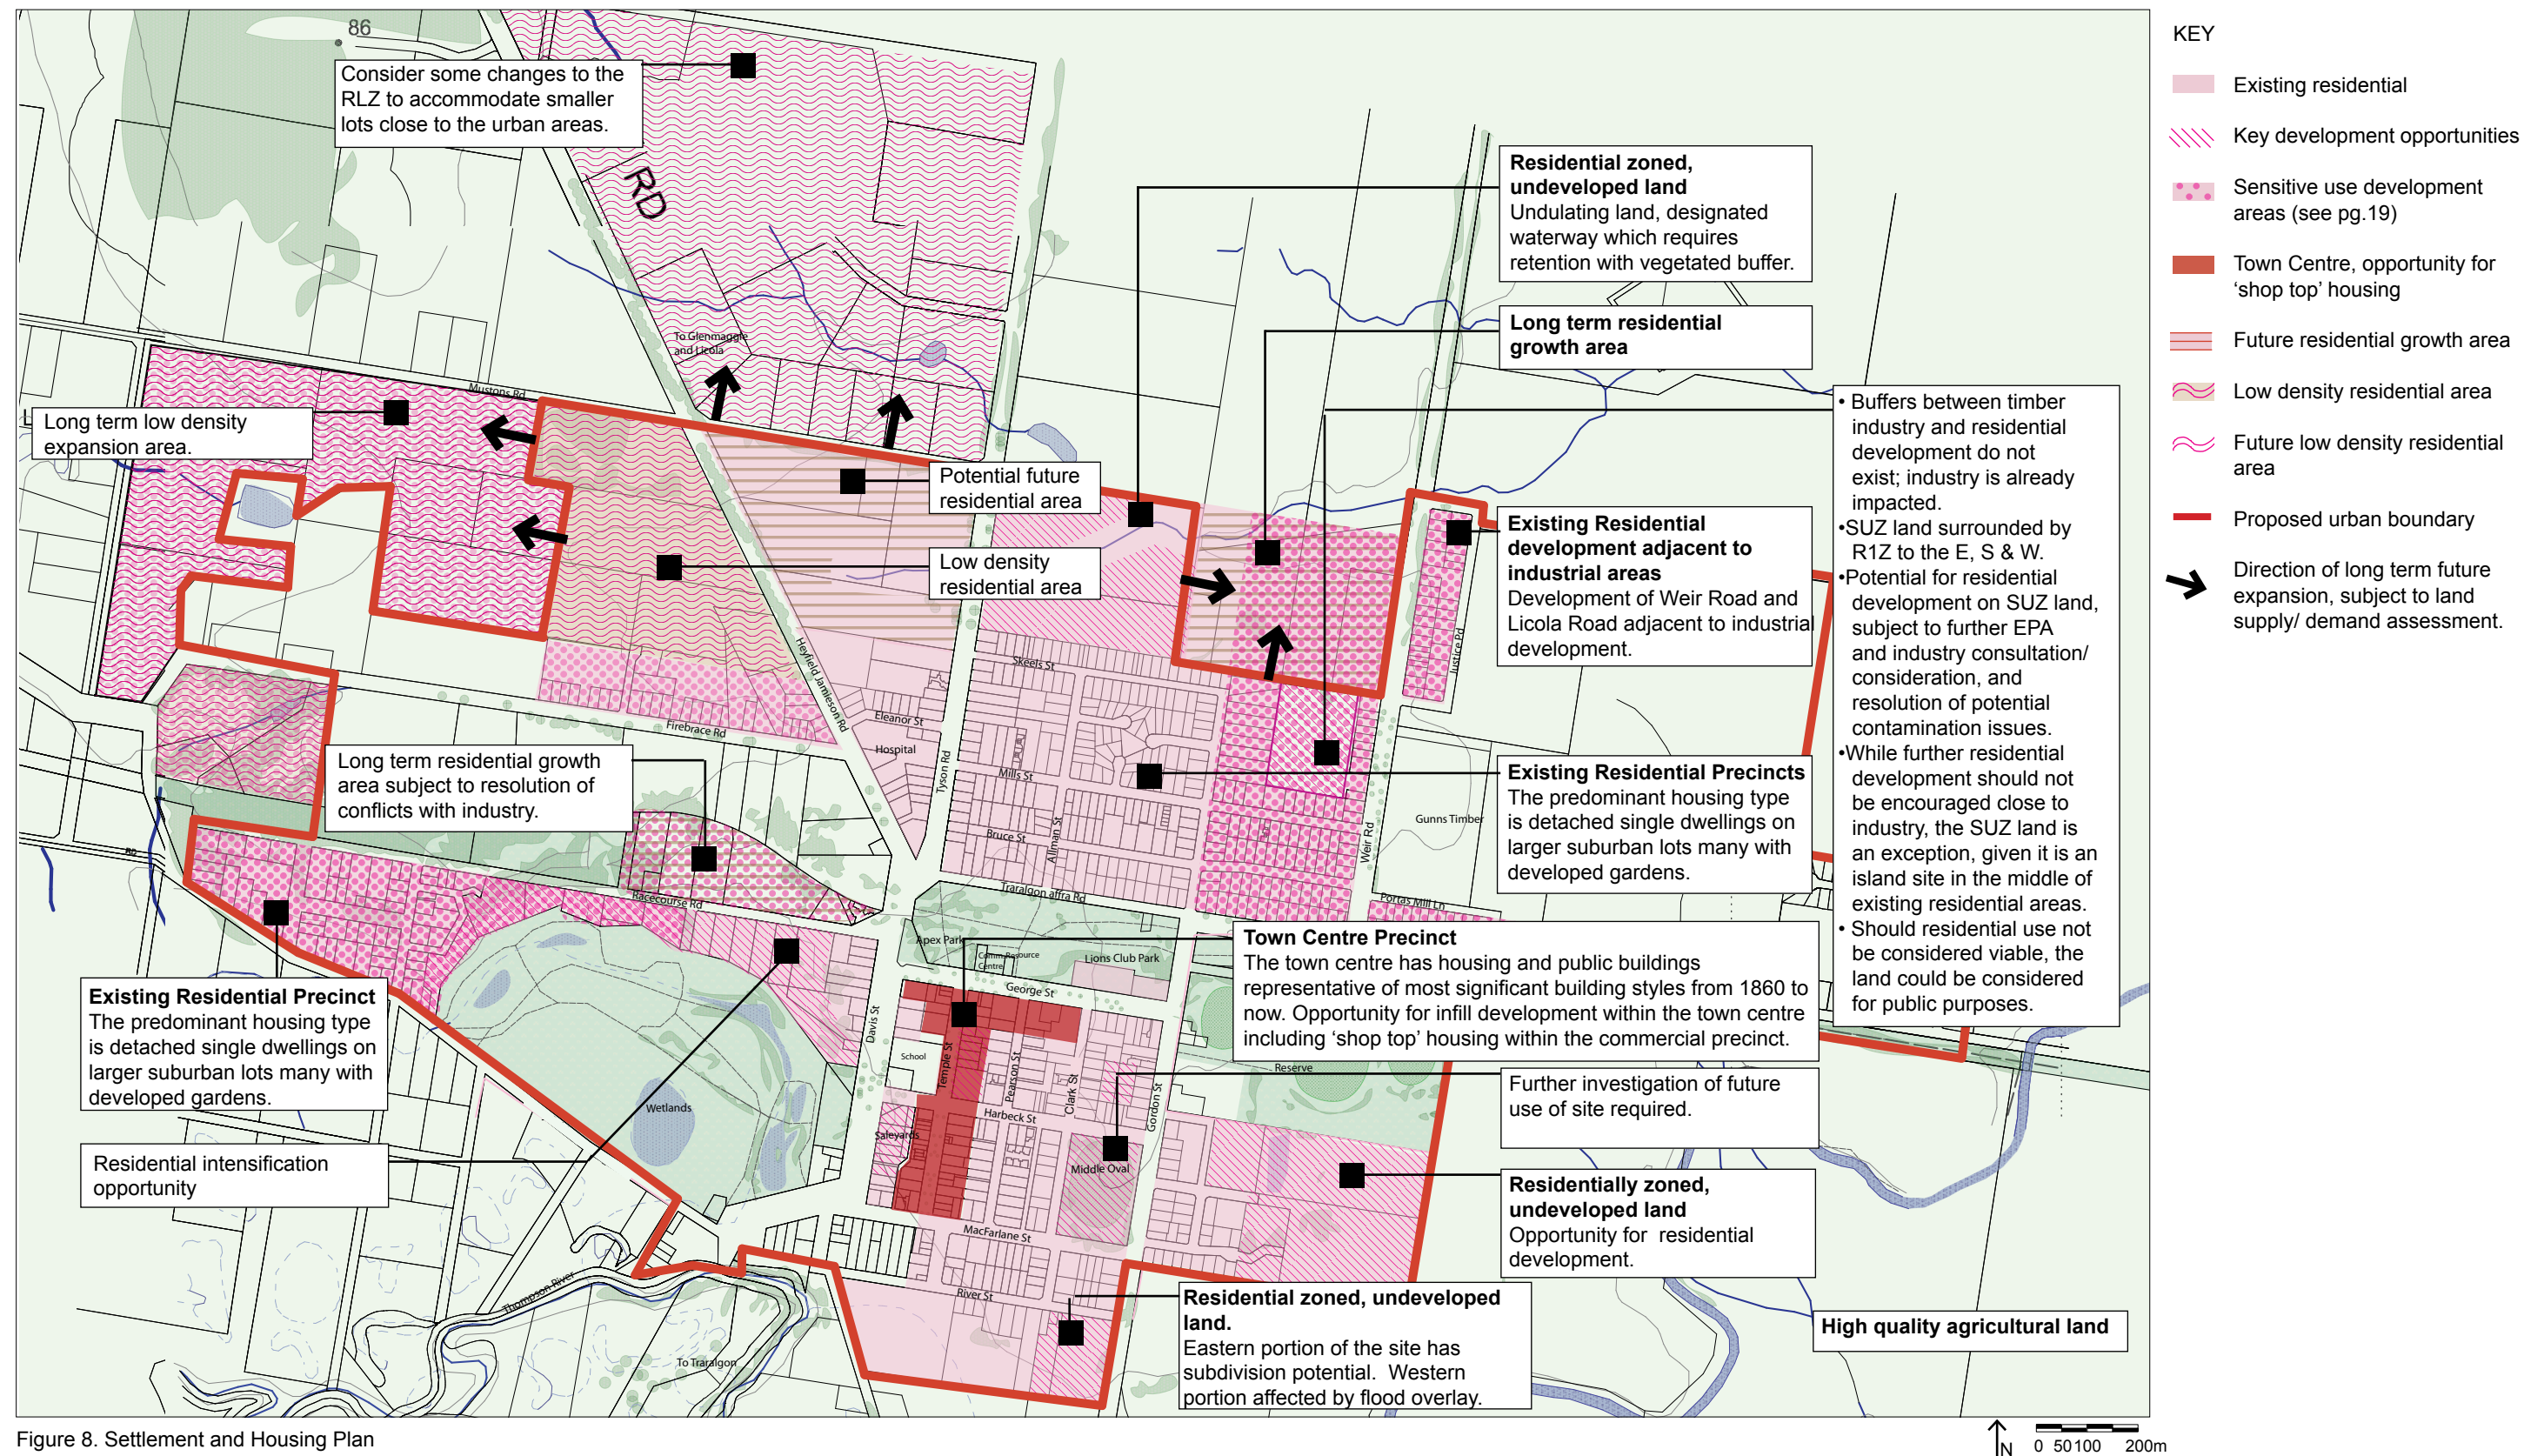 86
Consider some changes to the
RLZ to accommodate smaller
lots close to the urban areas.
RD
Residential zoned,
undeveloped land
Undulating land, designated
waterway which requires
retention with vegetated buffer.
Long term residential
growth area
To Glenmaggie
and Licola
Mustons Rd
Long term low density
expansion area.
Potential future
residential area
Low density
residential area
Existing Residential
development adjacent to
industrial areas
Development of Weir Road and
Licola Road adjacent to industrial
development.
• Buffers between timber
industry and residential
development do not
exist; industry is already
impacted.
•SUZ land surrounded by
R1Z to the E, S & W.
•Potential for residential
development on SUZ land,
subject to further EPA
and industry consultation/
consideration, and
resolution of potential
contamination issues.
•While further residential
development should not
be encouraged close to
industry, the SUZ land is
an exception, given it is an
island site in the middle of
existing residential areas.
• Should residential use not
be considered viable, the
land could be considered
for public purposes.
Heyfield Jamieson Rd
Skeels St
Justice Rd
Eleanor St
Hospital
Firebrace Rd
Tyson Rd
Mills St
Bruce St
Allman St
Weir Rd
Gunns Timber
Long term residential growth
area subject to resolution of
conflicts with industry.
Existing Residential Precincts
The predominant housing type
is detached single dwellings on
larger suburban lots many with
developed gardens.
RD
Racecourse Rd
Traralgon affra Rd
Portas Mill Ln
Apex Park
Comm.Resource
Centre
Lions Club Park
George St
Town Centre Precinct
The town centre has housing and public buildings
representative of most significant building styles from 1860 to
now. Opportunity for infill development within the town centre
including ‘shop top’ housing within the commercial precinct.
Existing Residential Precinct
The predominant housing type
is detached single dwellings on
larger suburban lots many with
developed gardens.
Davis St
School
Temple St
Pearson St
Clark St
Gordon St
Reserve
Wetlands
Harbeck St
Saleyards
Middle Oval
Further investigation of future
use of site required.
Residential intensification
opportunity
Residentially zoned,
undeveloped land
Opportunity for residential
development.
MacFarlane St
River St
Thompson River
To Traralgon
Residential zoned, undeveloped
land.
Eastern portion of the site has
subdivision potential. Western
portion affected by flood overlay.
High quality agricultural land
KEY
Existing residential
Key development opportunities
Sensitive use development
areas (see pg.19)
Town Centre, opportunity for
‘shop top’ housing
Future residential growth area
Low density residential area
Future low density residential
area
Proposed urban boundary
Direction of long term future
expansion, subject to land
supply/ demand assessment.
Figure 8. Settlement and Housing Plan
N
0 50 100 200m